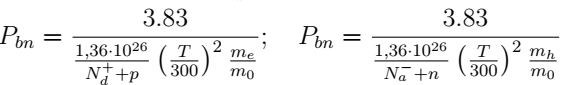 $P_{bn} = \frac{3.83}{\frac{1{,}36 \cdot 10^{26}}{N_d^+ + p} \left( \frac{T}{300} \right)^2 \frac{m_e}{m_0}}; \quad P_{bn} = \frac{3.83}{\frac{1{,}36 \cdot 10^{26}}{N_a^- + n} \left( \frac{T}{300} \right)^2 \frac{m_h}{m_0}}$